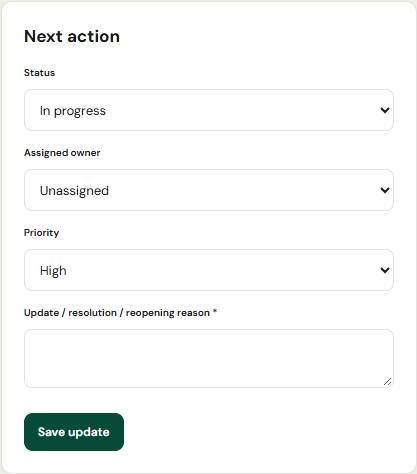 Next action
Status
In progress
Assigned owner
Unassigned
Priority
High
Update / resolution / reopening reason *
Save update